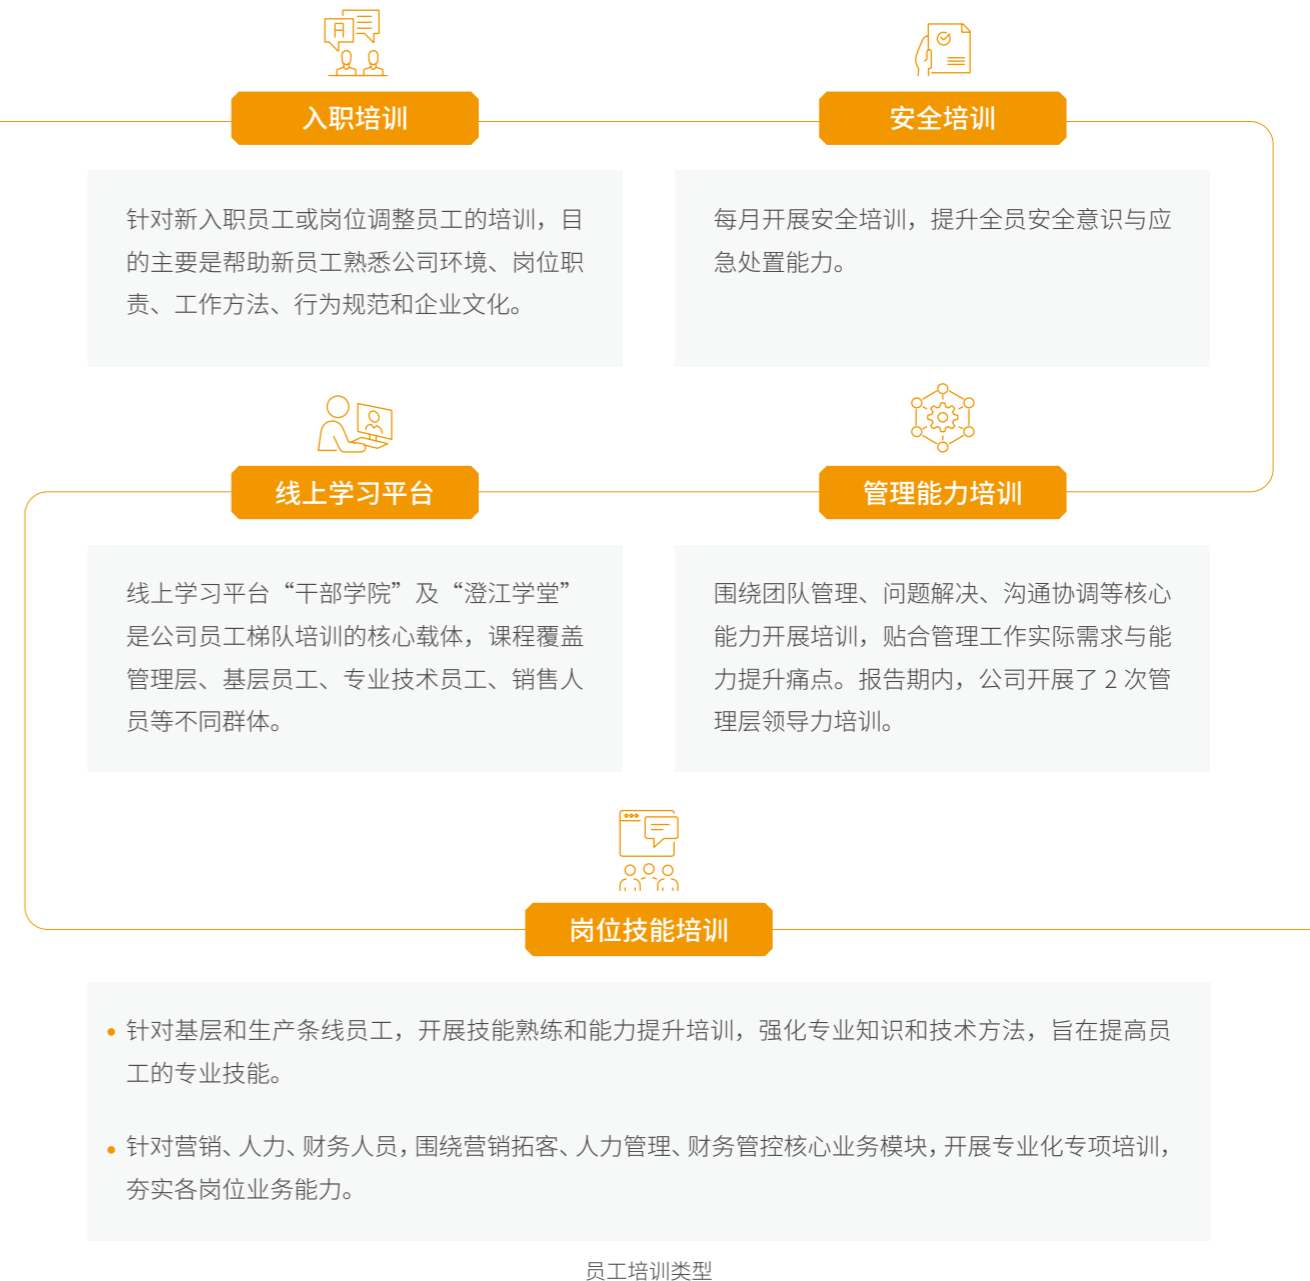 入职培训
针对新入职员工或岗位调整员工的培训，目
的主要是帮助新员工熟悉公司环境、岗位职
责、工作方法、行为规范和企业文化。
安全培训
每月开展安全培训，提升全员安全意识与应
急处置能力。
线上学习平台
线上学习平台“干部学院”及“澄江学堂”
是公司员工梯队培训的核心载体，课程覆盖
管理层、基层员工、专业技术员工、销售人
员等不同群体。
管理能力培训
围绕团队管理、问题解决、沟通协调等核心
能力开展培训，贴合管理工作实际需求与能
力提升痛点。报告期内，公司开展了 2 次管
理层领导力培训。
岗位技能培训
• 针对基层和生产条线员工，开展技能熟练和能力提升培训，强化专业知识和技术方法，旨在提高员
工的专业技能。
• 针对营销、人力、财务人员，围绕营销拓客、人力管理、财务管控核心业务模块，开展专业化专项培训，
夯实各岗位业务能力。
员工培训类型